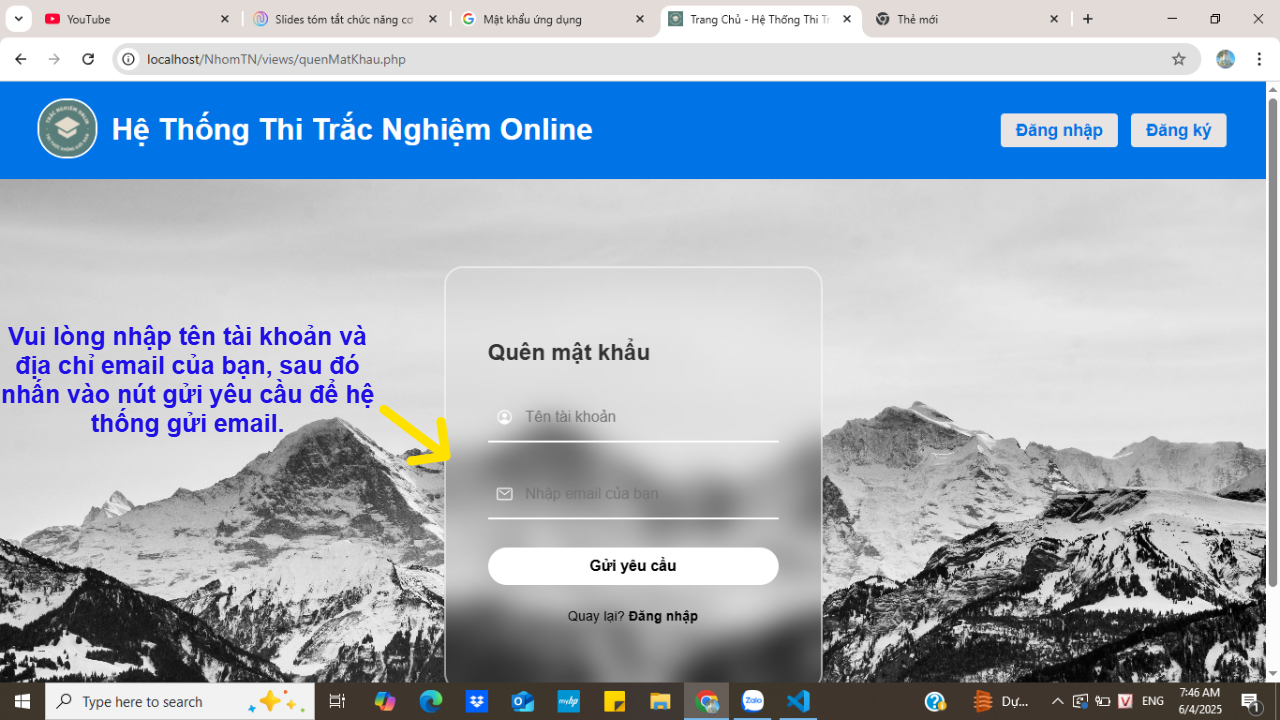 YouTube
Slides tóm tắt chức năng cơ
Mật khẩu ứng dụng
Trang Chủ - Hệ Thống Thi Tr
Thẻ mới
localhost/NhomTN/views/quenMatKhau.php
Hệ Thống Thi Trắc Nghiệm Online
Đăng nhập
Đăng ký
Vui lòng nhập tên tài khoản và
địa chỉ email của bạn, sau đó
nhấn vào nút gửi yêu cầu để hệ
thống gửi email.
Quên mật khẩu
Tên tài khoản
Nhập email của bạn
Gửi yêu cầu
Quay lại? Đăng nhập
Type here to search
Zalo
Dự...
V
ENG
7:46 AM
6/4/2025
1